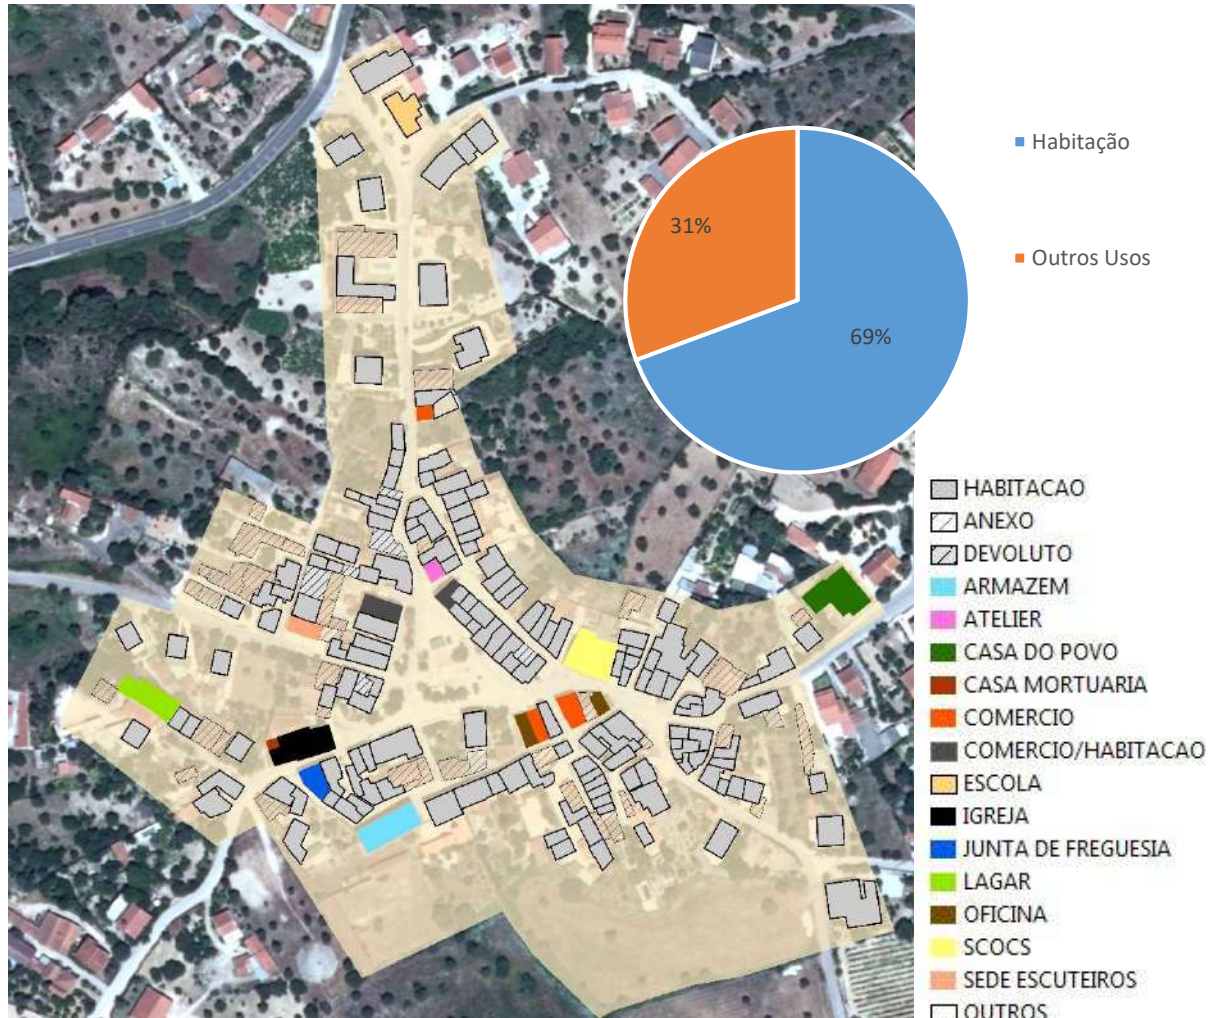 Habitação
31%
Outros Usos
69%
HABITACAO
ANEXO
DEVOLUTO
ARMAZEM
ATELIER
CASA DO POVO
CASA MORTUARIA
COMERCIO
COMERCIO/HABITACAO
ESCOLA
IGREJA
JUNTA DE FREGUESIA
LAGAR
OFICINA
SCOCS
SEDE ESCUTEIROS
OUTROS